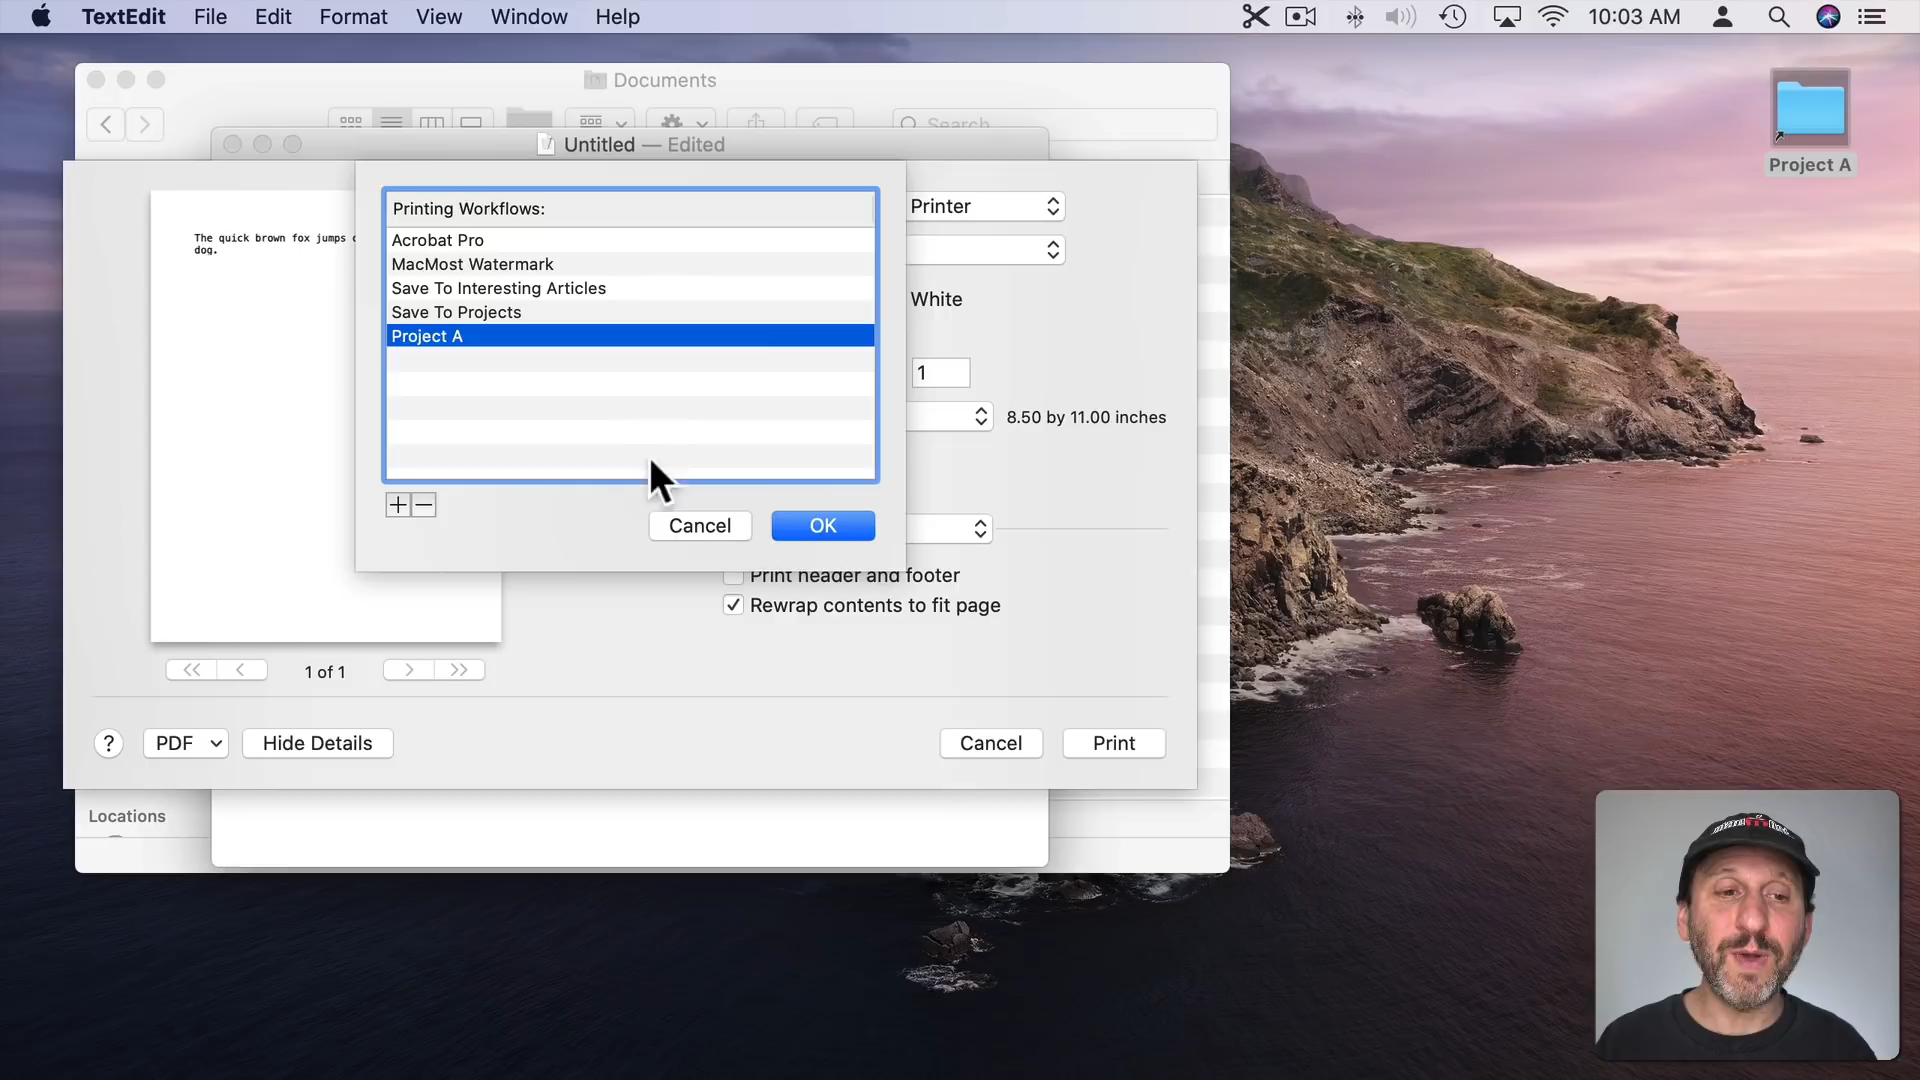 TextEdit File Edit Format View Window Help 10:03 AM
Documents
Search
Untitled — Edited
Project A
Printing Workflows:
Acrobat Pro
MacMost Watermark
Save To Interesting Articles
Save To Projects
Project A
+ −
Cancel OK
The quick brown fox jumps
dog.
Printer
White
1
8.50 by 11.00 inches
Print header and footer
✓ Rewrap contents to fit page
<< < 1 of 1 > >>
? PDF Hide Details Cancel Print
Locations